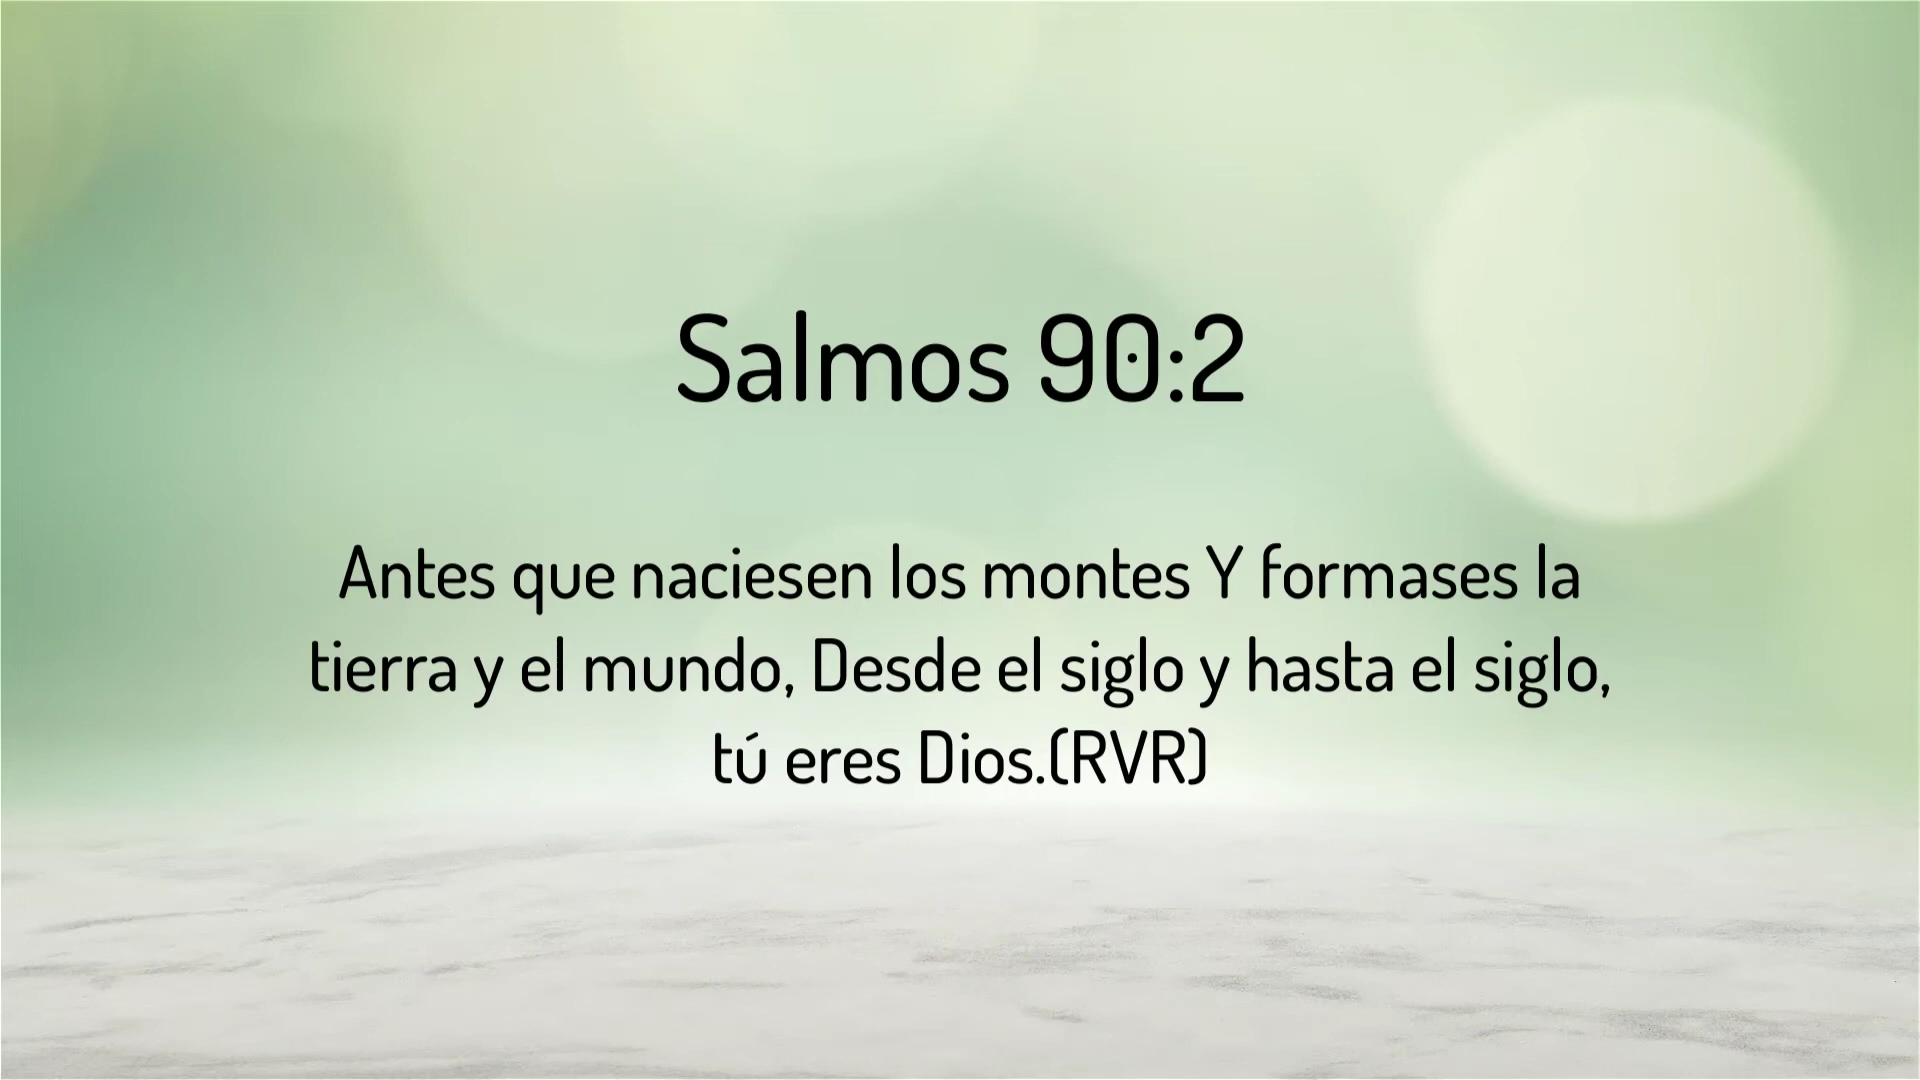 Salmos 90:2
Antes que naciesen los montes Y formases la
tierra y el mundo, Desde el siglo y hasta el siglo,
tú eres Dios.(RVR)